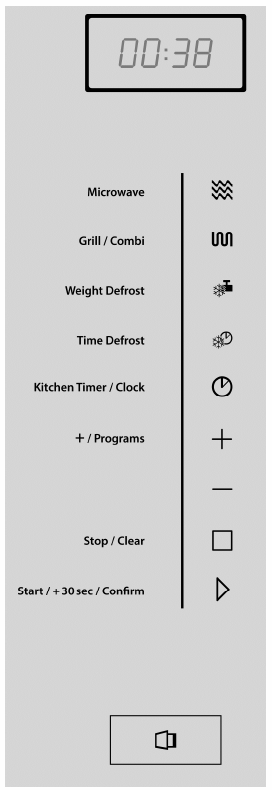 00:38
Microwave
Grill / Combi
Weight Defrost
Time Defrost
Kitchen Timer / Clock
+ / Programs
Stop / Clear
Start / + 30 sec / Confirm